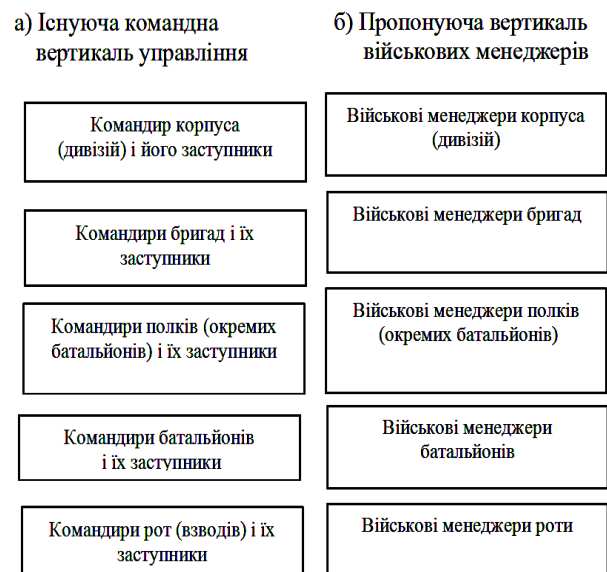 а) Існуюча командна
вертикаль управління
Командир корпуса
(дивізій) і його заступники
Командири бригад і їх
заступники
Командири полків (окремих
батальйонів) і їх заступники
Командири батальйонів
і їх заступники
Командири рот (взводів) і їх
заступники
б) Пропонуюча вертикаль
військових менеджерів
Військові менеджери корпуса
(дивізій)
Військові менеджери бригад
Військові менеджери полків
(окремих батальйонів)
Військові менеджери
батальйонів
Військові менеджери роти